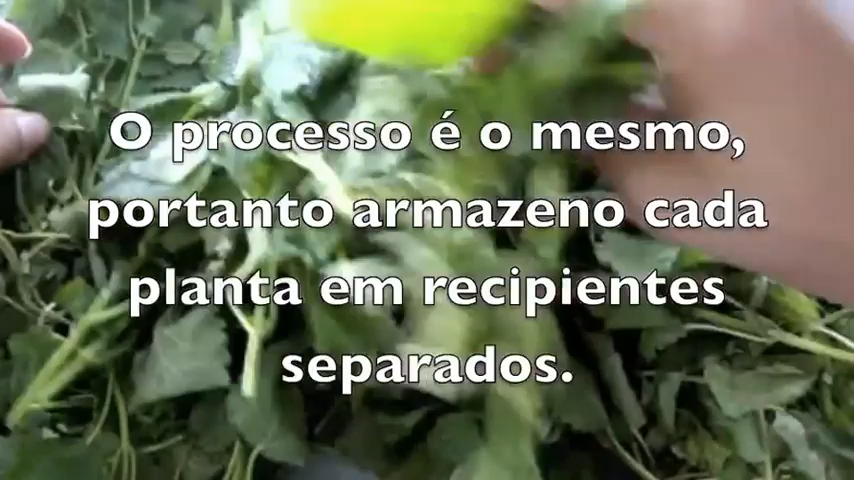 O processo é o mesmo,
portanto armazeno cada
planta em recipientes
separados.